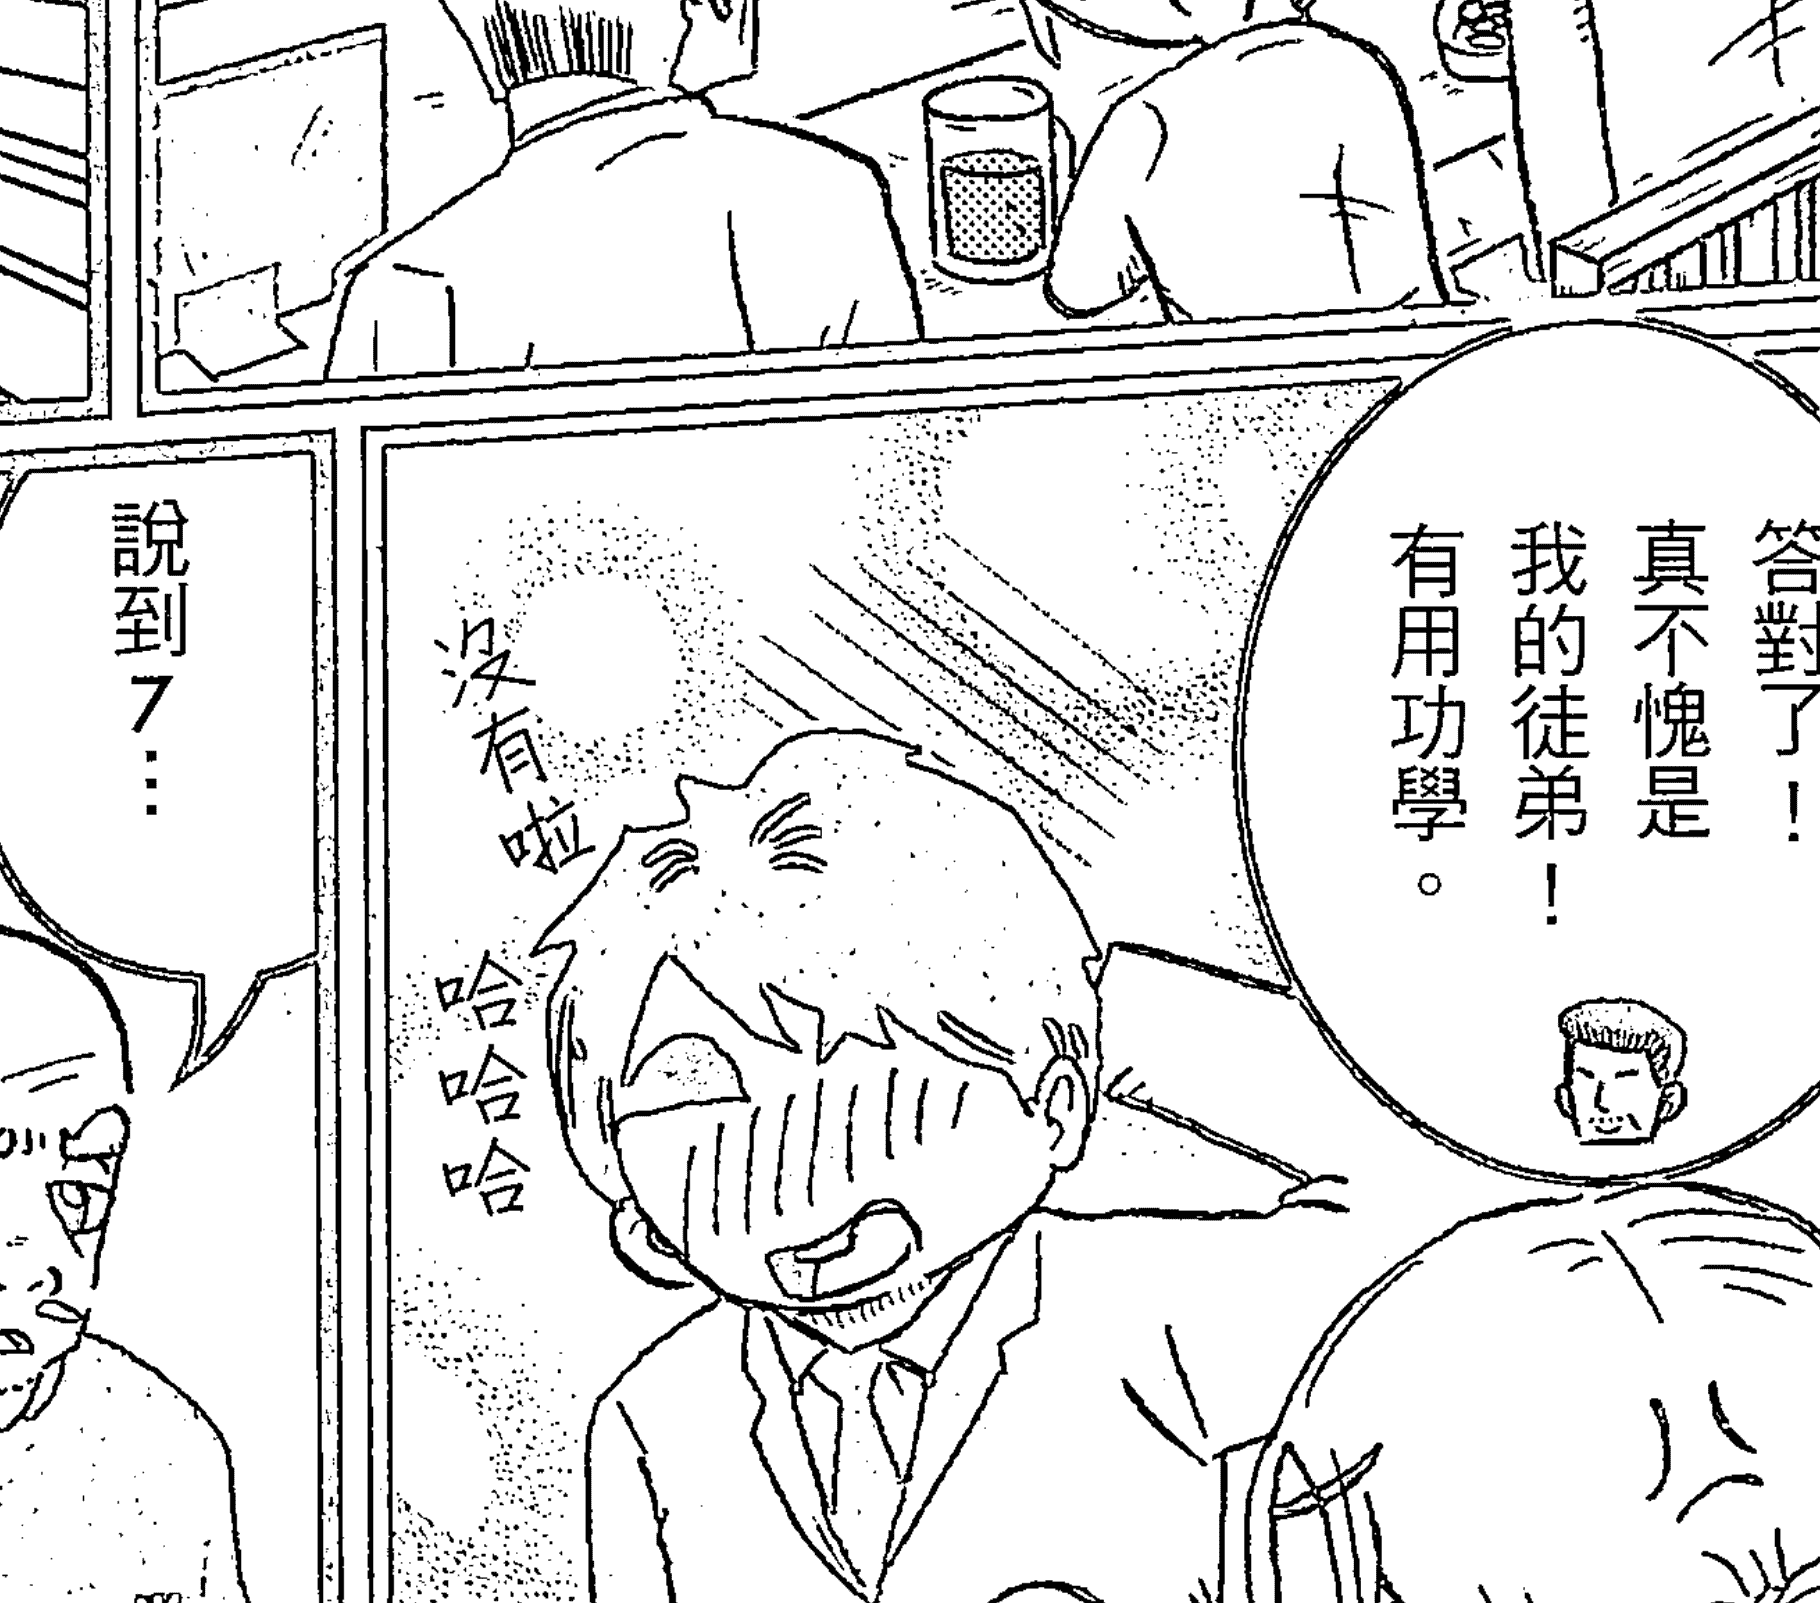 答對了！
真不愧是
我的徒弟！
有用功學。
沒有啦
哈哈哈
說到7…